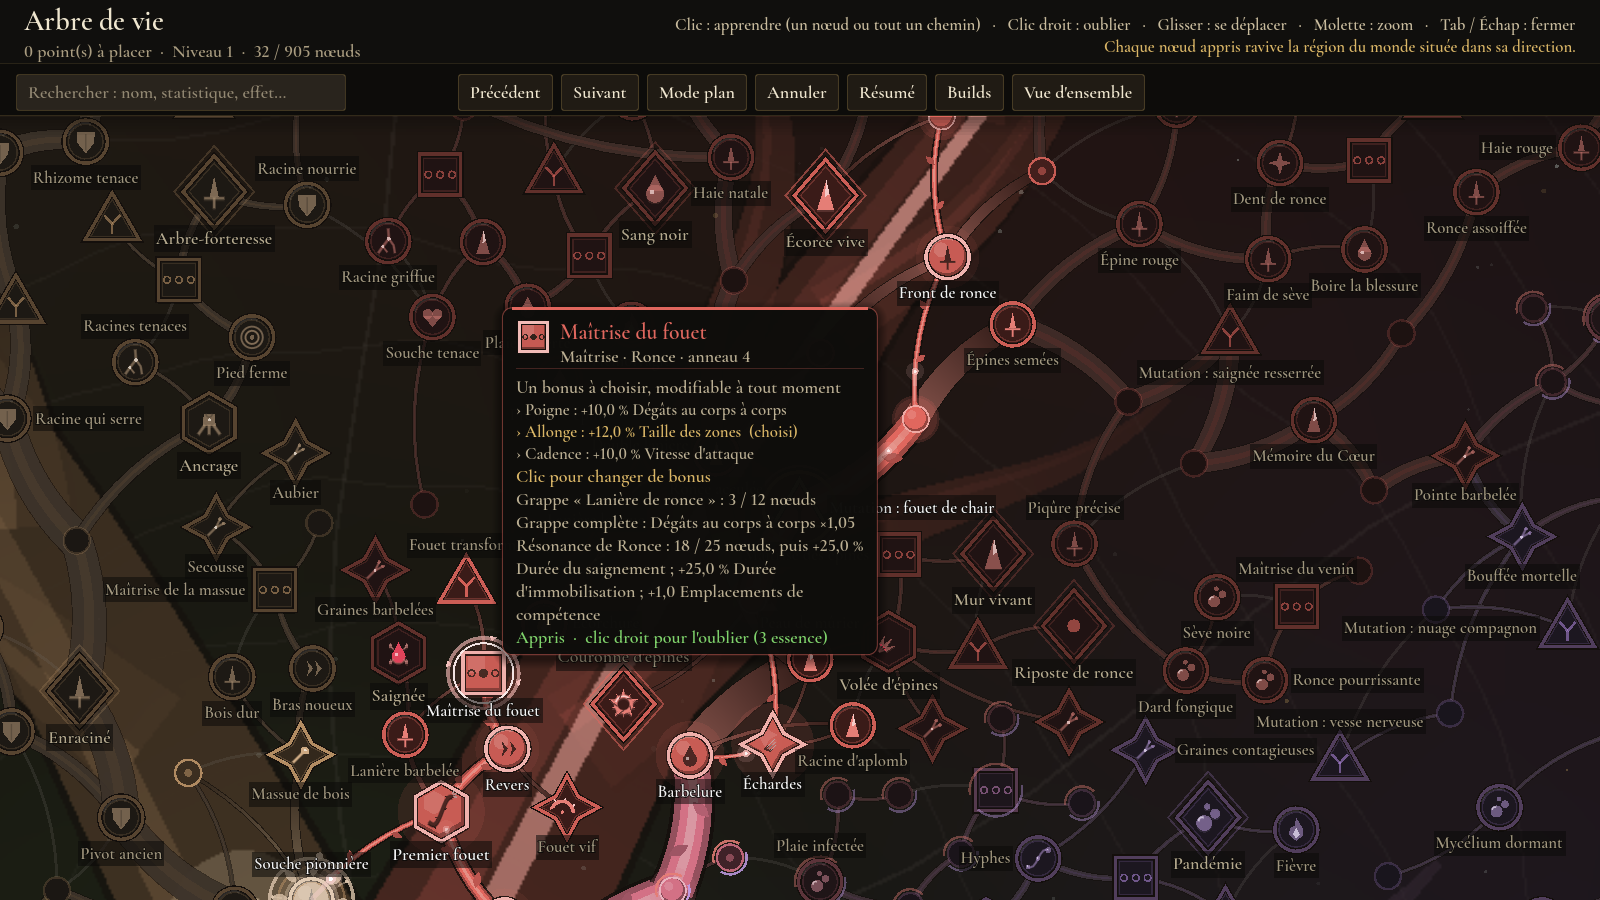 Arbre de vie
0 point(s) à placer · Niveau 1 · 32 / 905 nœuds
Clic : apprendre (un nœud ou tout un chemin) · Clic droit : oublier · Glisser : se déplacer · Molette : zoom · Tab / Échap : fermer
Chaque nœud appris ravive la région du monde située dans sa direction.
Rechercher : nom, statistique, effet...
Précédent
Suivant
Mode plan
Annuler
Résumé
Builds
Vue d'ensemble
Rhizome tenace
Racine nourrie
Haie natale
Haie rouge
Dent de ronce
Arbre-forteresse
Sang noir
Écorce vive
Ronce assoiffée
Racine griffue
Épine rouge
Boire la blessure
Front de ronce
Faim de sève
Racines tenaces
Souche tenace
Épines semées
Pied ferme
Mutation : saignée resserrée
Racine qui serre
Ancrage
Mémoire du Cœur
Aubier
Pointe barbelée
Maîtrise du fouet
Maîtrise · Ronce · anneau 4
Un bonus à choisir, modifiable à tout moment
› Poigne : +10,0 % Dégâts au corps à corps
› Allonge : +12,0 % Taille des zones (choisi)
› Cadence : +10,0 % Vitesse d'attaque
Clic pour changer de bonus
Grappe « Lanière de ronce » : 3 / 12 nœuds
Grappe complète : Dégâts au corps à corps ×1,05
Résonance de Ronce : 18 / 25 nœuds, puis +25,0 %
Durée du saignement ; +25,0 % Durée
d'immobilisation ; +1,0 Emplacements de
compétence
Appris · clic droit pour l'oublier (3 essence)
: fouet de chair
Piqûre précise
Fouet
Secousse
Maîtrise de la massue
Graines barbelées
Maîtrise du venin
Bouffée mortelle
Mur vivant
Sève noire
Mutation : nuage compagnon
Couronne d'épines
Riposte de ronce
Ronce pourrissante
Volée d'épines
Saignée
Bras noueux
Bois dur
Maîtrise du fouet
Dard fongique
Mutation : vesse nerveuse
Enraciné
Graines contagieuses
Racine d'aplomb
Lanière barbelée
Revers
Échardes
Barbelure
Massue de bois
Pivot ancien
Souche pionnière
Premier fouet
Fouet vif
Plaie infectée
Hyphes
Pandémie
Fièvre
Mycélium dormant